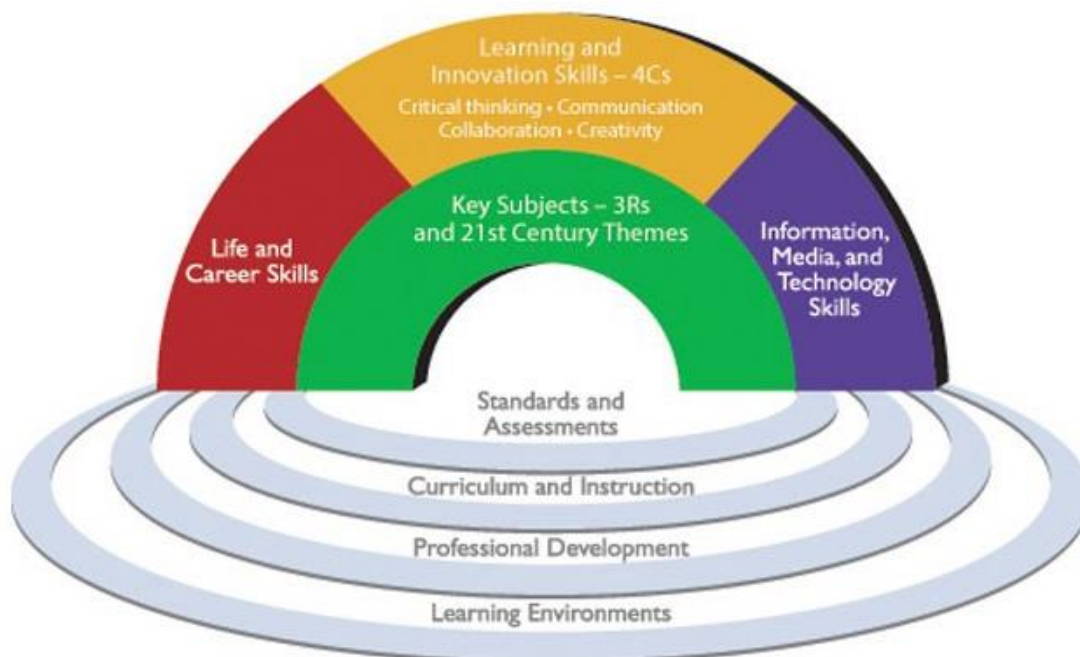 Learning and
Innovation Skills – 4Cs
Critical thinking • Communication
Collaboration • Creativity
Key Subjects – 3Rs
and 21st Century Themes
Life and
Career Skills
Information,
Media, and
Technology
Skills
Standards and
Assessments
Curriculum and Instruction
Professional Development
Learning Environments